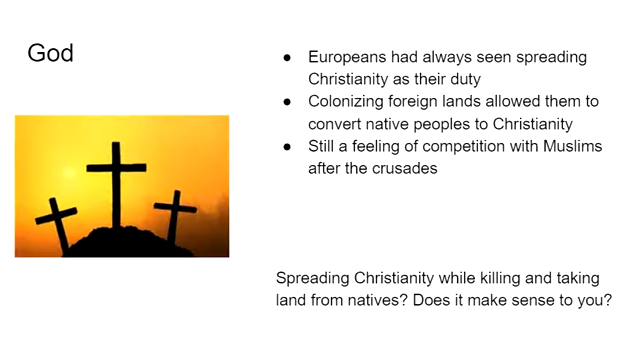 God
● Europeans had always seen spreading
Christianity as their duty
● Colonizing foreign lands allowed them to
convert native peoples to Christianity
● Still a feeling of competition with Muslims
after the crusades
Spreading Christianity while killing and taking
land from natives? Does it make sense to you?